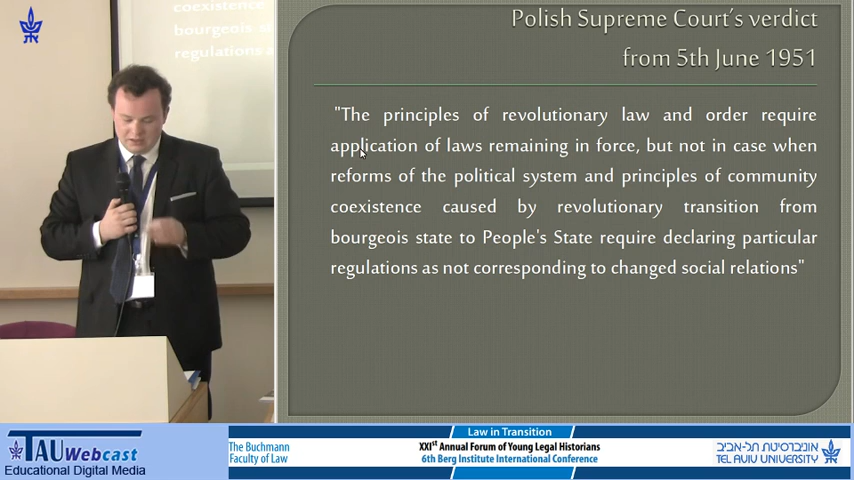 coexistence
bourgeois s
regulations a
Polish Supreme Court's verdict
from 5th June 1951
"The principles of revolutionary law and order require
application of laws remaining in force, but not in case when
reforms of the political system and principles of community
coexistence caused by revolutionary transition from
bourgeois state to People's State require declaring particular
regulations as not corresponding to changed social relations"
TAU Webcast
Educational Digital Media
The Buchmann
Faculty of Law
Law in Transition
XXIst Annual Forum of Young Legal Historians
6th Berg Institute International Conference
אוניברסיטת תל-אביב
TEL AVIV UNIVERSITY